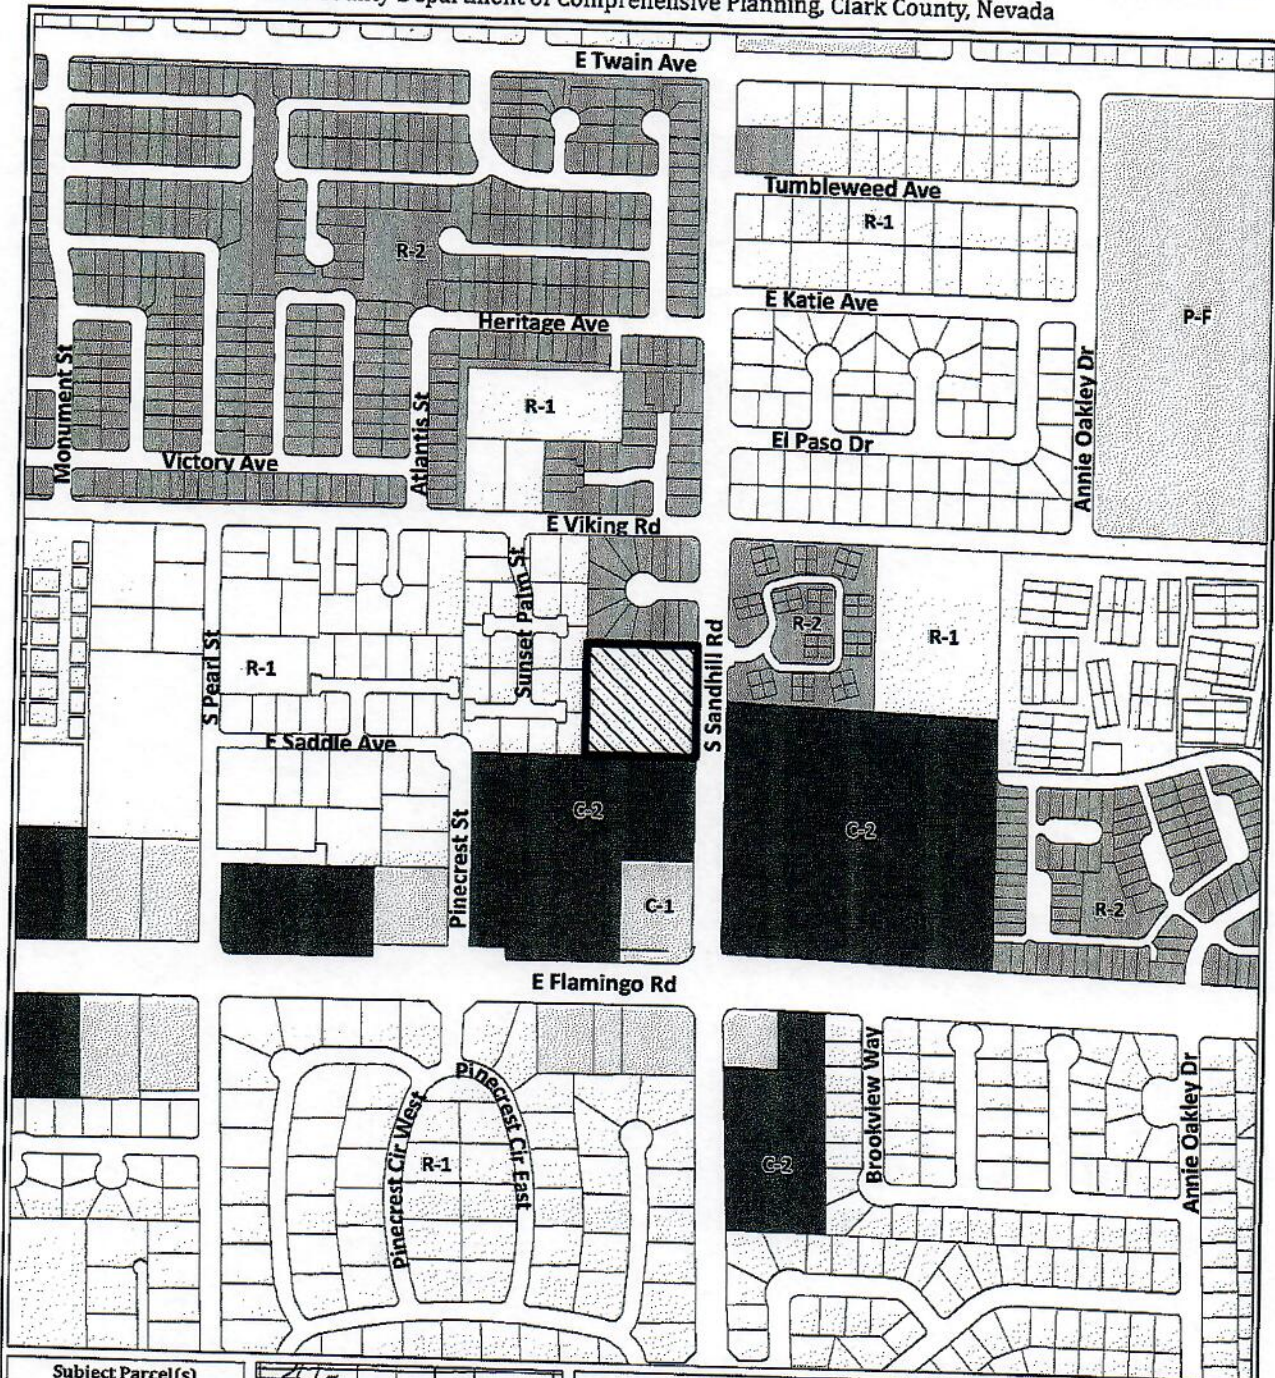 Department of Comprehensive Planning, Clark County, Nevada
E Twain Ave
Tumbleweed Ave
R-1
R-2
E Katie Ave
Heritage Ave
P-F
Monument St
Atlantis St
R-1
Annie Oakley Dr
El Paso Dr
Victory Ave
E Viking Rd
Sunset Palm St
S Pearl St
R-1
S Sandhill Rd
R-2
R-1
E Saddle Ave
Pinecrest St
C-2
C-2
C-1
R-2
E Flamingo Rd
Pinecrest Cir West
Pinecrest Cir East
R-1
Brookview Way
C-2
Annie Oakley Dr
Subject Parcel(s)